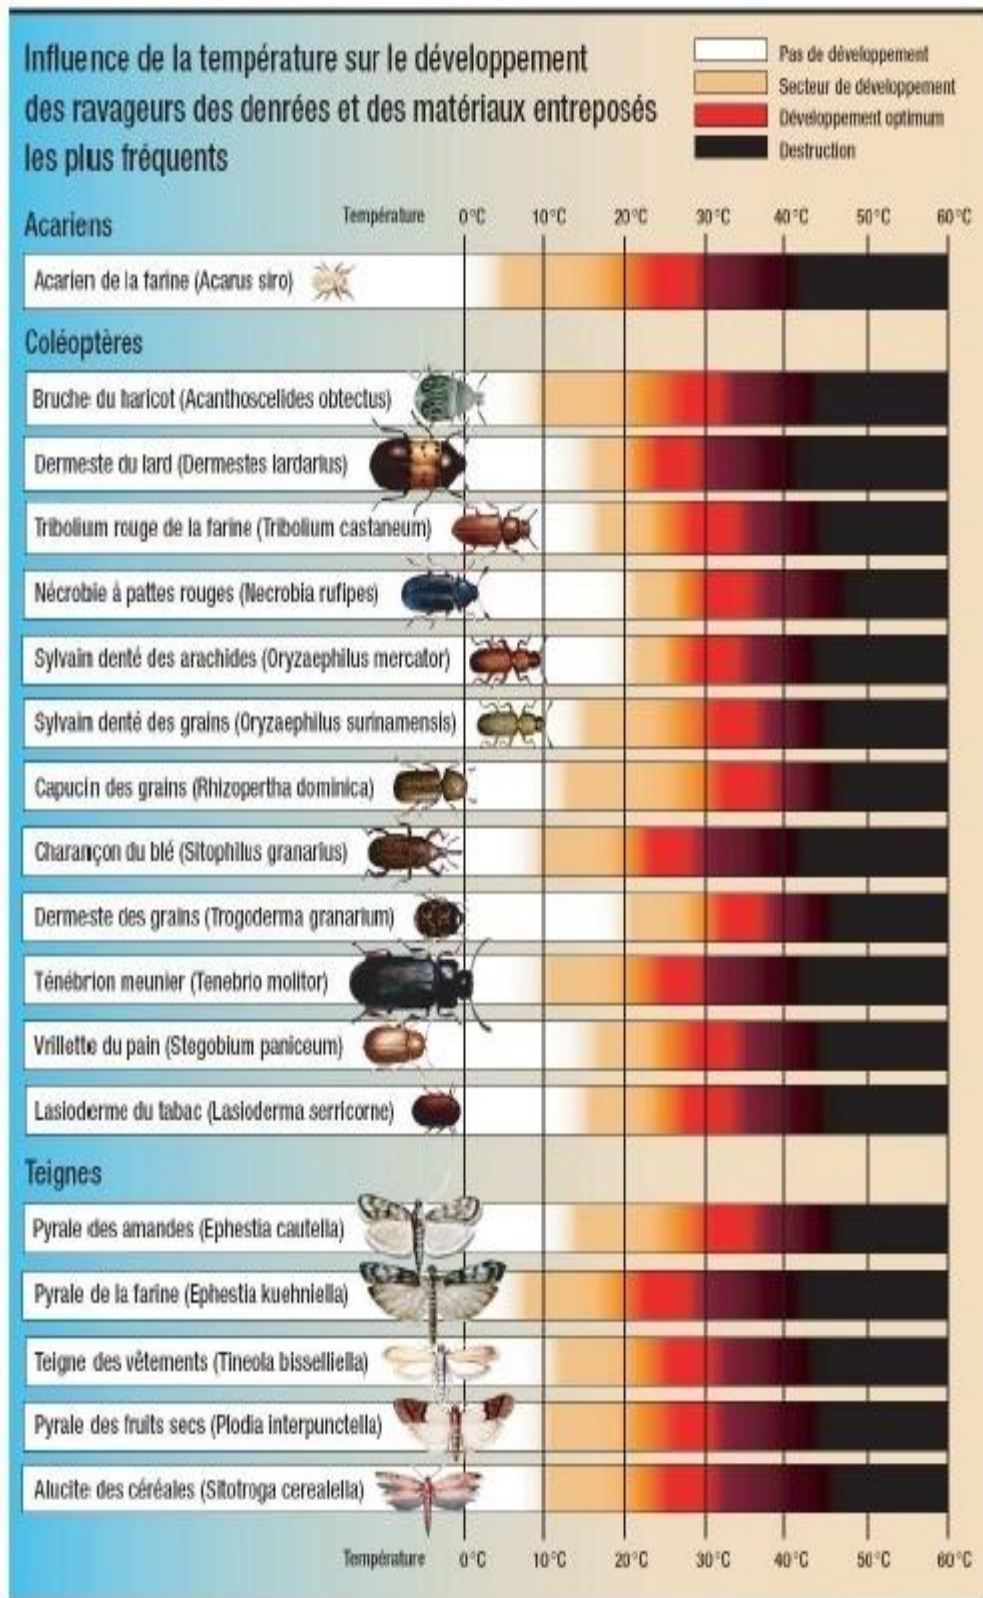 Influence de la température sur le développement
des ravageurs des denrées et des matériaux entreposés
les plus fréquents
Pas de développement
Secteur de développement
Développement optimum
Destruction
Acariens
Température 0°C 10°C 20°C 30°C 40°C 50°C 60°C
Acarien de la farine (Acarus siro)
Coléoptères
Bruche du haricot (Acanthoscelides obtectus)
Dermeste du lard (Dermestes lardarius)
Tribolium rouge de la farine (Tribolium castaneum)
Nécrobie à pattes rouges (Necrobia rufipes)
Sylvain denté des arachides (Oryzaephilus mercator)
Sylvain denté des grains (Oryzaephilus surinamensis)
Capucin des grains (Rhizopertha dominica)
Charançon du blé (Sitophilus granarius)
Dermeste des grains (Trogoderma granarium)
Ténébrion meunier (Tenebrio molitor)
Vrillette du pain (Stegobium paniceum)
Lasioderme du tabac (Lasioderma serricorne)
Teignes
Pyrale des amandes (Ephestia cautella)
Pyrale de la farine (Ephestia kuehniella)
Teigne des vêtements (Tineola bisselliella)
Pyrale des fruits secs (Plodia interpunctella)
Alucite des céréales (Sitotroga cerealella)
Température 0°C 10°C 20°C 30°C 40°C 50°C 60°C